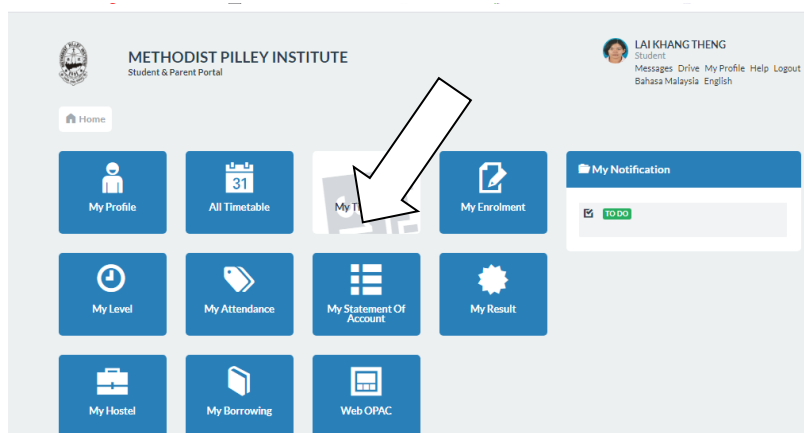 METHODIST PILLEY INSTITUTE
Student & Parent Portal
LAI KHANG THENG
Student
Messages Drive My Profile Help Logout
Bahasa Malaysia English
Home
My Profile
31
All Timetable
My
My Enrolment
My Notification
TO DO
My Level
My Attendance
My Statement Of
Account
My Result
My Hostel
My Borrowing
Web OPAC